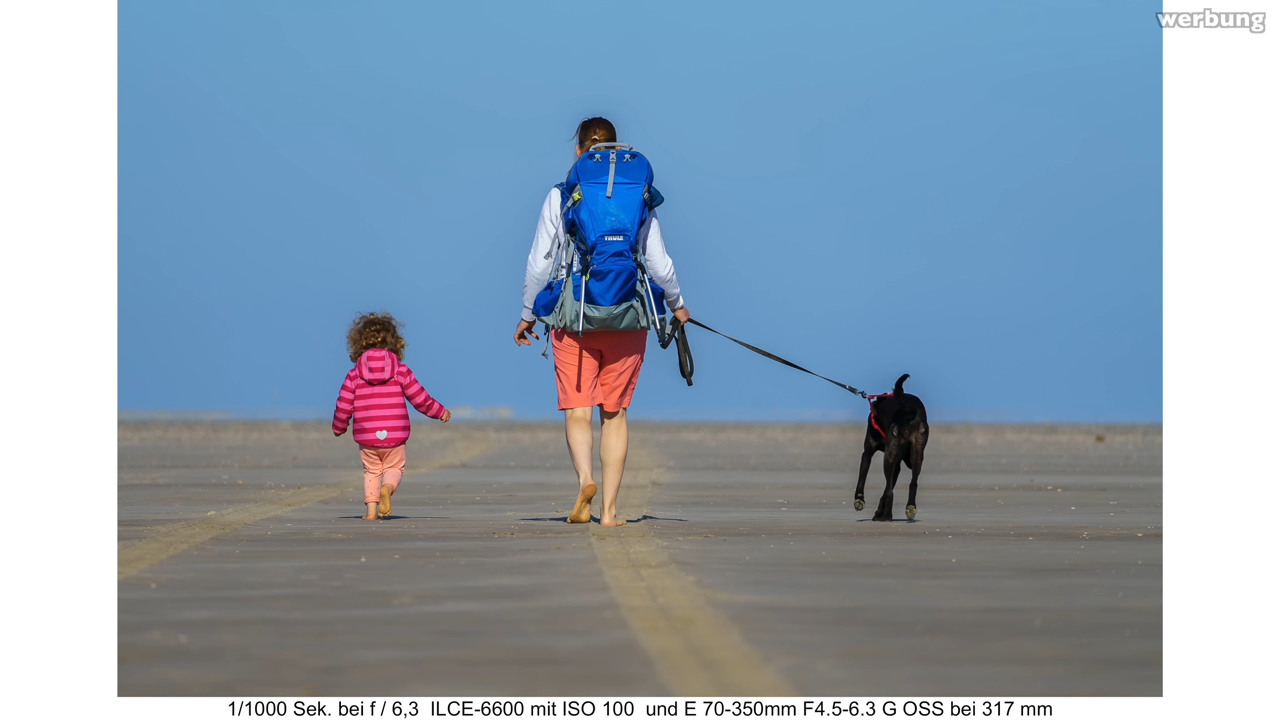 werbung
THULE
1/1000 Sek. bei f / 6,3  ILCE-6600 mit ISO 100  und E 70-350mm F4.5-6.3 G OSS bei 317 mm